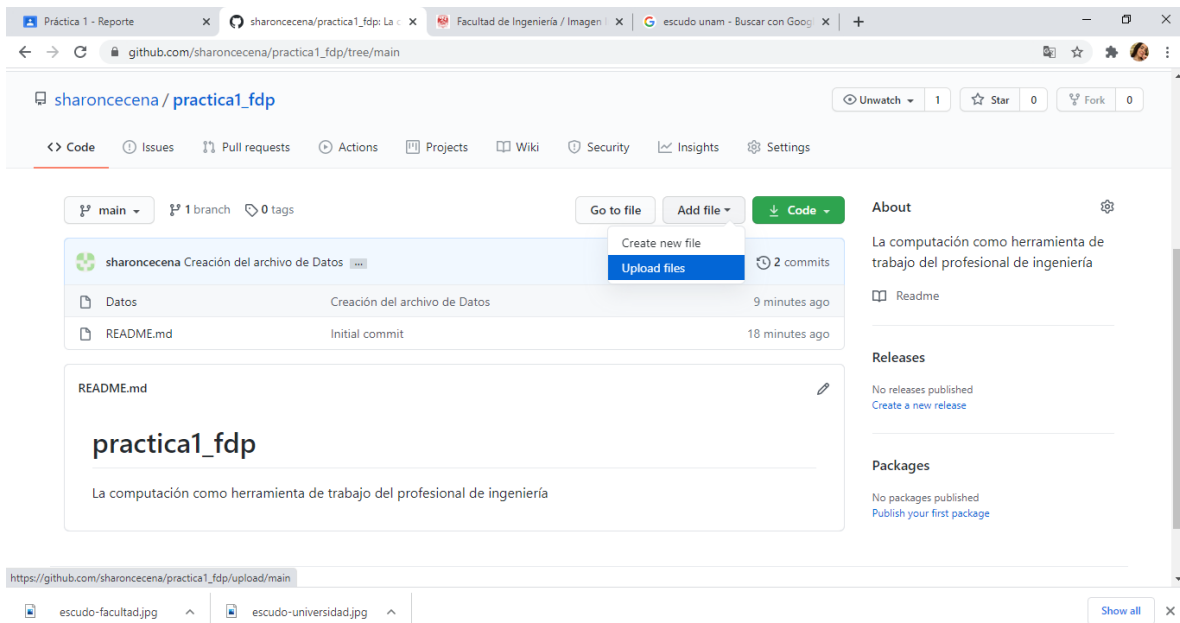 Práctica 1 - Reporte
sharoncecena/practica1_fdp: La c
Facultad de Ingeniería / Imagen I
escudo unam - Buscar con Googl
github.com/sharoncecena/practica1_fdp/tree/main
sharoncecena / practica1_fdp
Unwatch 1 Star 0 Fork 0
Code Issues Pull requests Actions Projects Wiki Security Insights Settings
main 1 branch 0 tags
Go to file Add file Code
Create new file
Upload files
sharoncecena Creación del archivo de Datos ...
2 commits
Datos Creación del archivo de Datos 9 minutes ago
README.md Initial commit 18 minutes ago
README.md
practica1_fdp
La computación como herramienta de trabajo del profesional de ingeniería
About
La computación como herramienta de
trabajo del profesional de ingeniería
Readme
Releases
No releases published
Create a new release
Packages
No packages published
Publish your first package
https://github.com/sharoncecena/practica1_fdp/upload/main
escudo-facultad.jpg escudo-universidad.jpg Show all